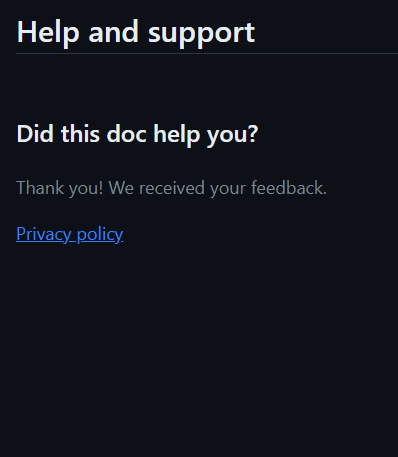 Help and support
Did this doc help you?
Thank you! We received your feedback.
Privacy policy